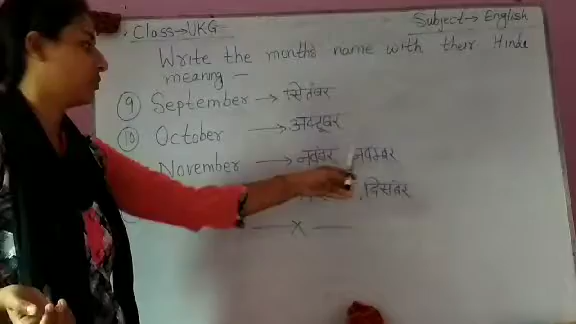 Class→UKG
Subject→ English
Write the months name with their Hindi
meaning —
⑨ September → सितंबर
⑩ October → अक्टूबर
November → नवंबर नवम्बर
दिसंबर
—— X ——